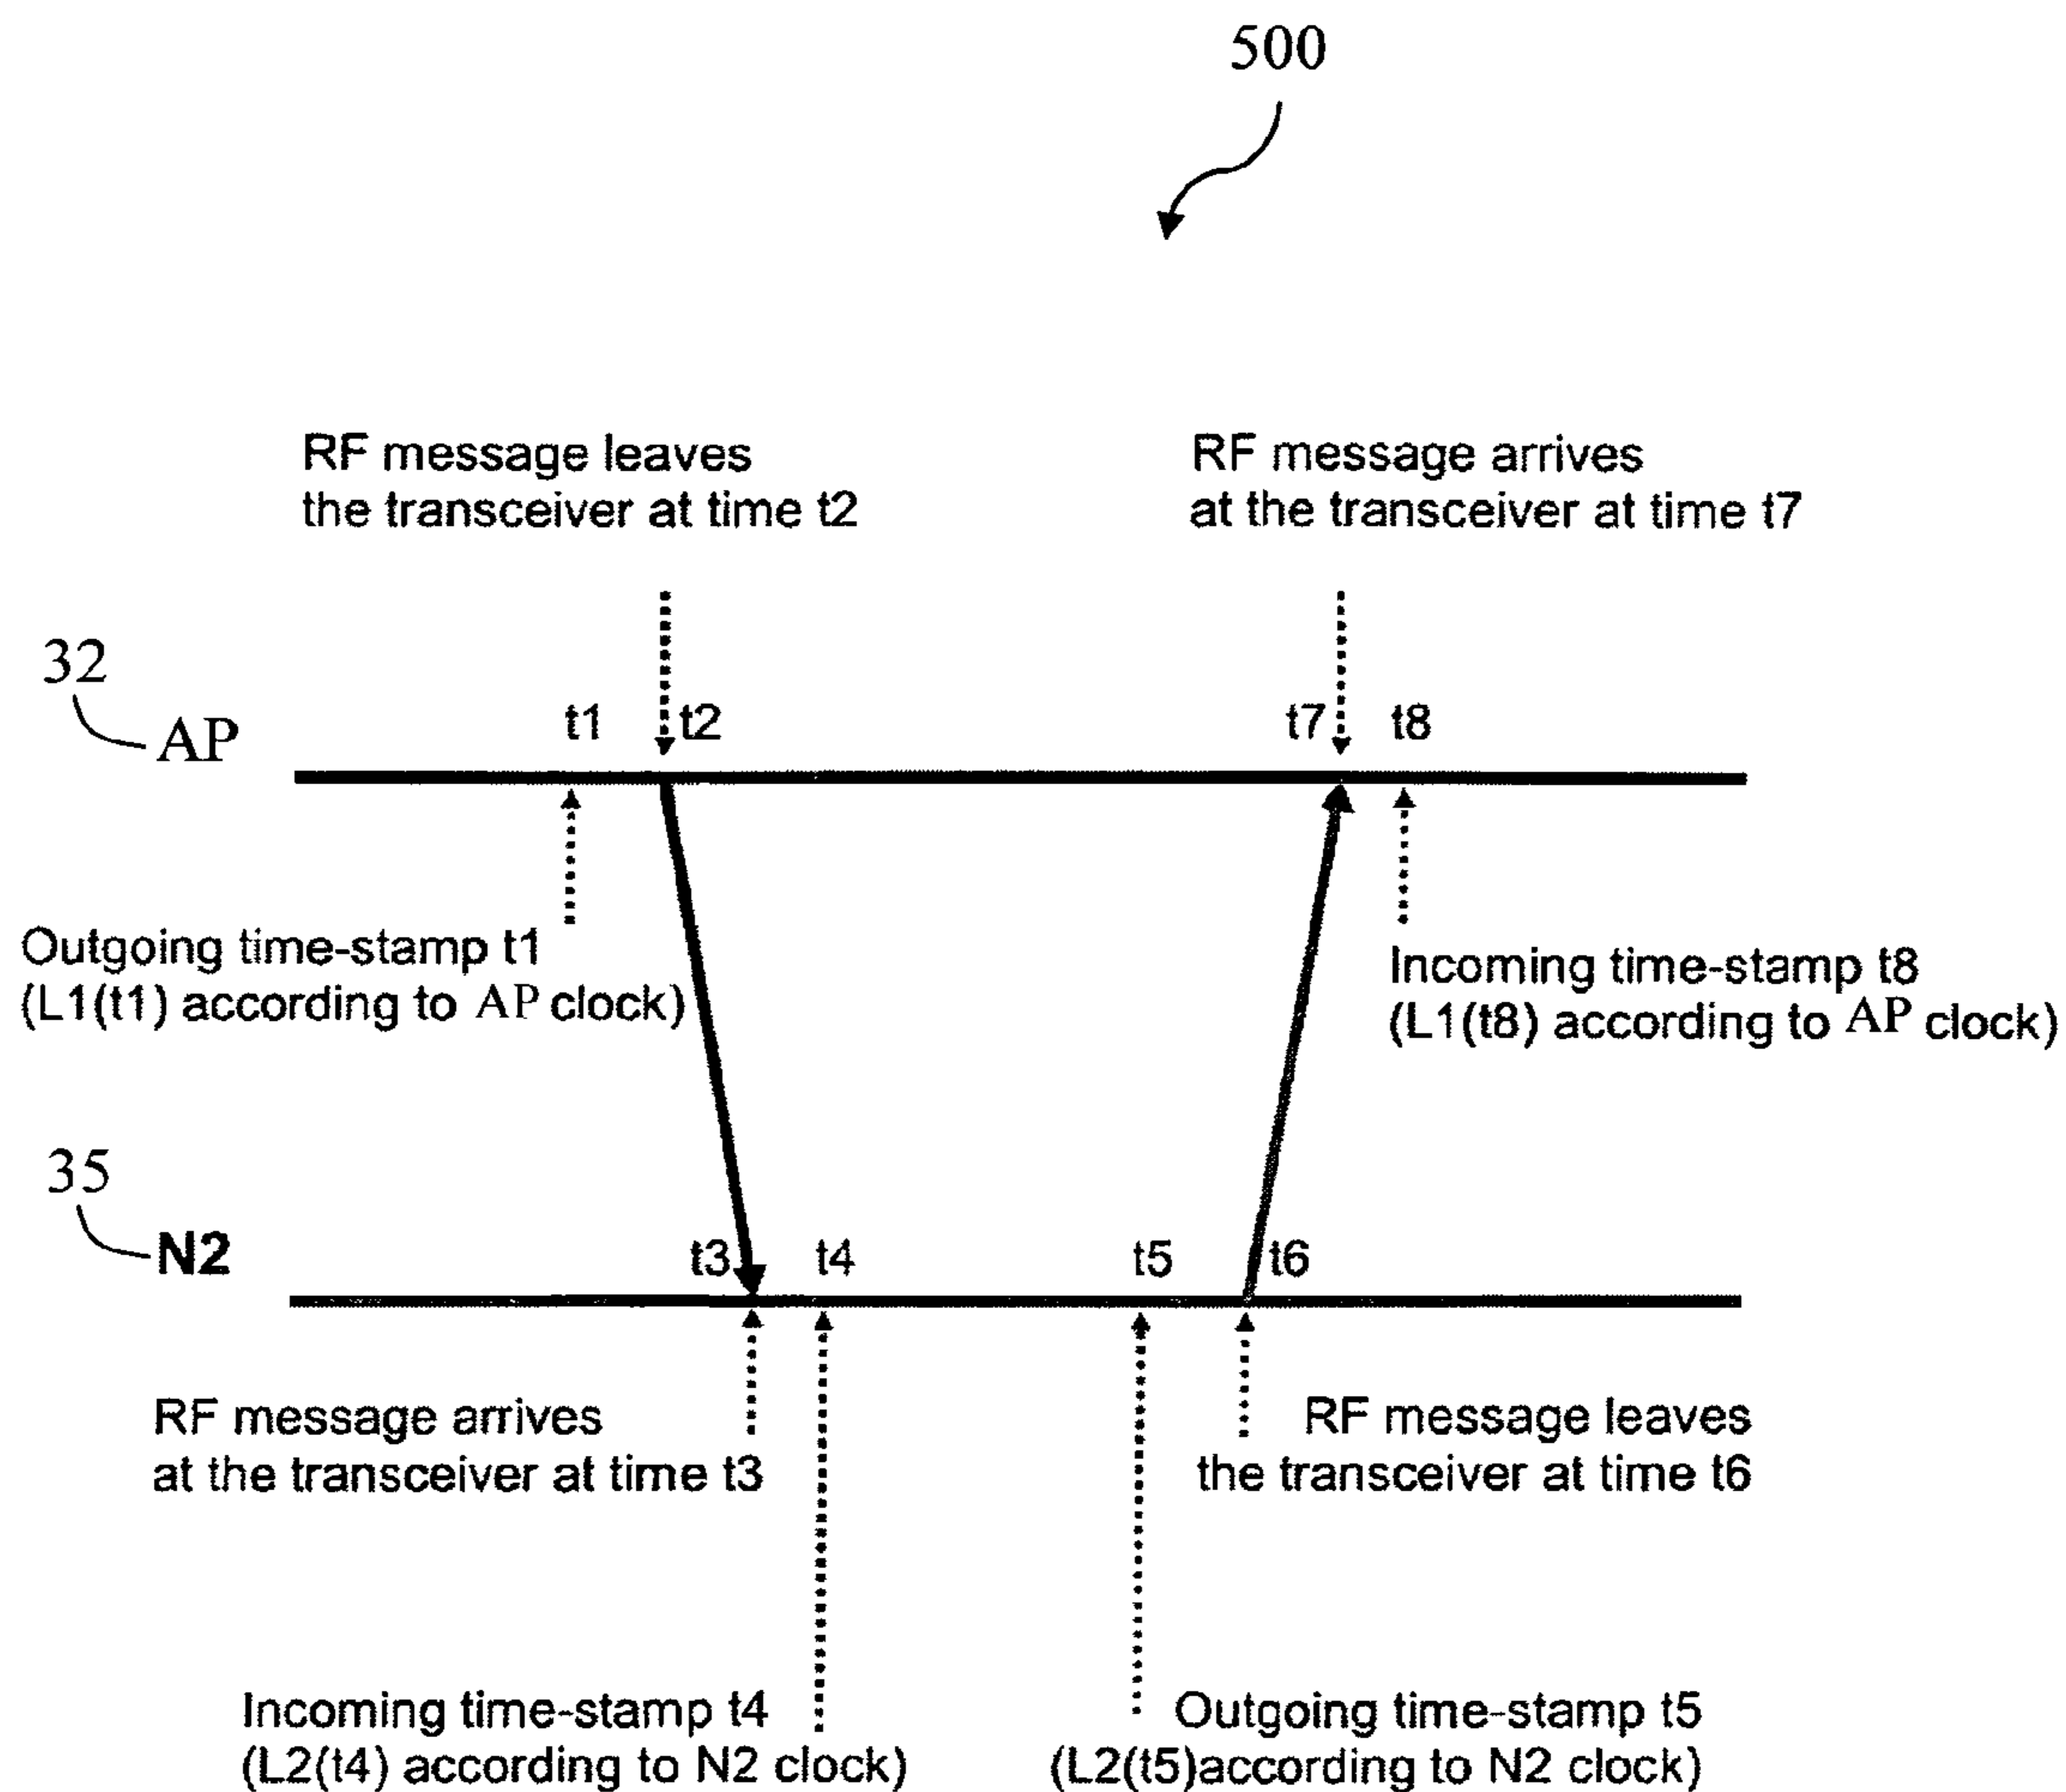 500
RF message leaves
the transceiver at time t2
RF message arrives
at the transceiver at time t7
32
AP
t1
t2
t7
t8
Outgoing time-stamp t1
(L1(t1) according to AP clock)
Incoming time-stamp t8
(L1(t8) according to AP clock)
35
N2
t3
t4
t5
t6
RF message arrives
at the transceiver at time t3
RF message leaves
the transceiver at time t6
Incoming time-stamp t4
(L2(t4) according to N2 clock)
Outgoing time-stamp t5
(L2(t5)according to N2 clock)